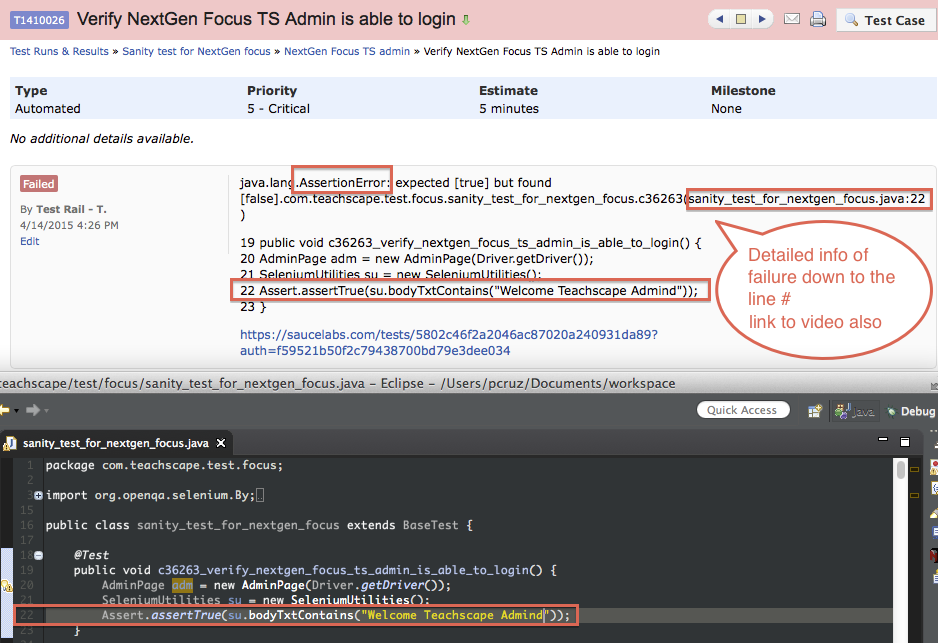 T1410026 Verify NextGen Focus TS Admin is able to login
Test Case
Test Runs & Results » Sanity test for NextGen focus » NextGen Focus TS admin » Verify NextGen Focus TS Admin is able to login
Type Priority Estimate Milestone
Automated 5 - Critical 5 minutes None
No additional details available.
Failed
By Test Rail - T.
4/14/2015 4:26 PM
Edit
java.lang.AssertionError: expected [true] but found
[false].com.teachscape.test.focus.sanity_test_for_nextgen_focus.c36263(sanity_test_for_nextgen_focus.java:22
)
19 public void c36263_verify_nextgen_focus_ts_admin_is_able_to_login() {
20 AdminPage adm = new AdminPage(Driver.getDriver());
21 SeleniumUtilities su = new SeleniumUtilities();
22 Assert.assertTrue(su.bodyTxtContains("Welcome Teachscape Admind"));
23 }
https://saucelabs.com/tests/5802c46f2a2046ac87020a240931da89?
auth=f59521b50f2c79438700bd79e3dee034
Detailed info of
failure down to the
line #
link to video also
teachscape/test/focus/sanity_test_for_nextgen_focus.java – Eclipse – /Users/pcruz/Documents/workspace
Quick Access
Java
Debug
sanity_test_for_nextgen_focus.java
1 package com.teachscape.test.focus;
2
3 import org.openqa.selenium.By;
15
16 public class sanity_test_for_nextgen_focus extends BaseTest {
17
18 @Test
19 public void c36263_verify_nextgen_focus_ts_admin_is_able_to_login() {
20 AdminPage adm = new AdminPage(Driver.getDriver());
21 SeleniumUtilities su = new SeleniumUtilities();
22 Assert.assertTrue(su.bodyTxtContains("Welcome Teachscape Admind"));
23 }